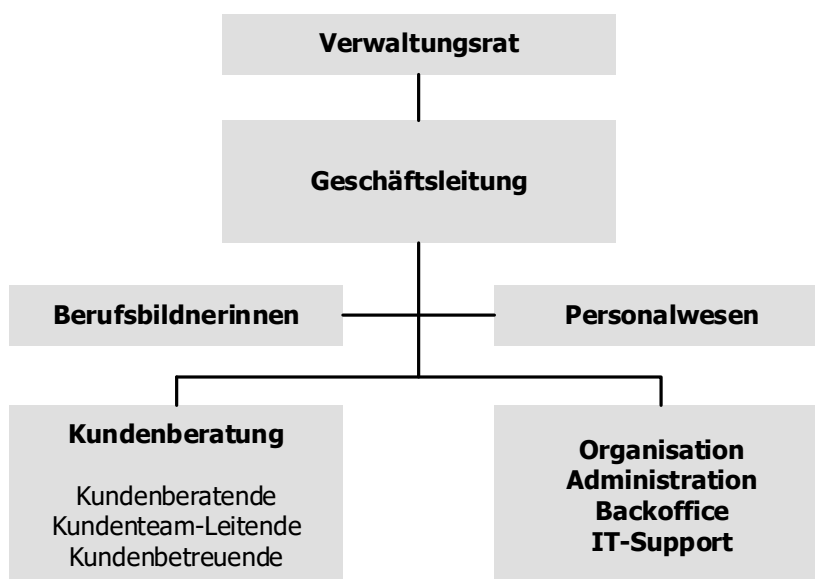 Verwaltungsrat
Geschäftsleitung
Berufsbildnerinnen
Personalwesen
Kundenberatung
Kundenberatende
Kundenteam-Leitende
Kundenbetreuende
Organisation
Administration
Backoffice
IT-Support